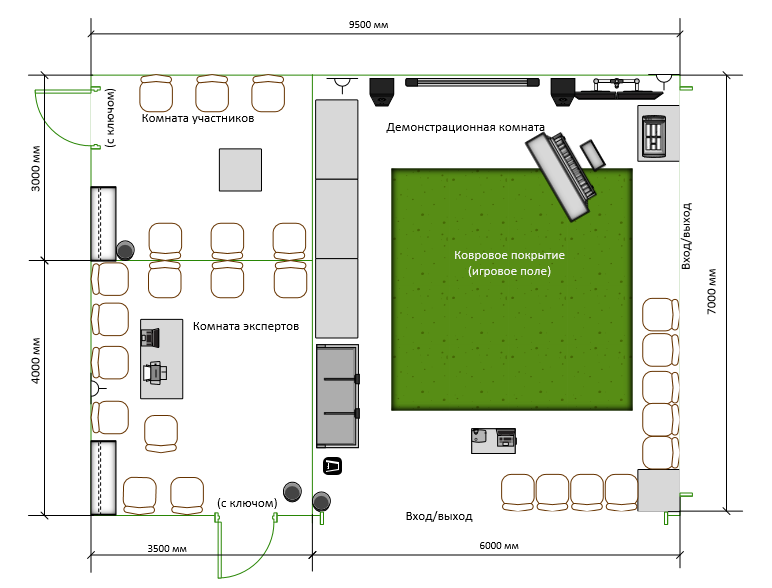 9500 мм
Комната участников
(с ключом)
Демонстрационная комната
3000 мм
Ковровое покрытие
(игровое поле)
Вход/выход
7000 мм
Комната экспертов
4000 мм
(с ключом)
Вход/выход
3500 мм
6000 мм